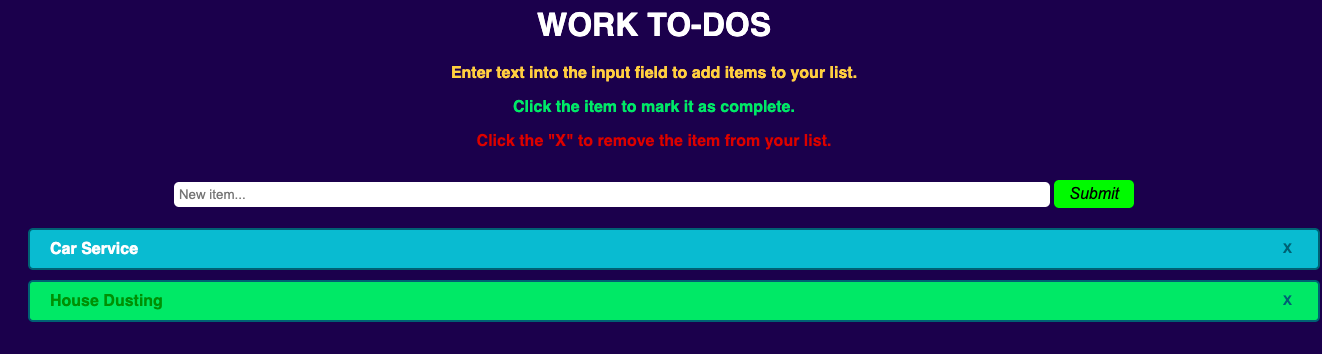 WORK TO-DOS
Enter text into the input field to add items to your list.
Click the item to mark it as complete.
Click the "X" to remove the item from your list.
New item... Submit
Car Service X
House Dusting X